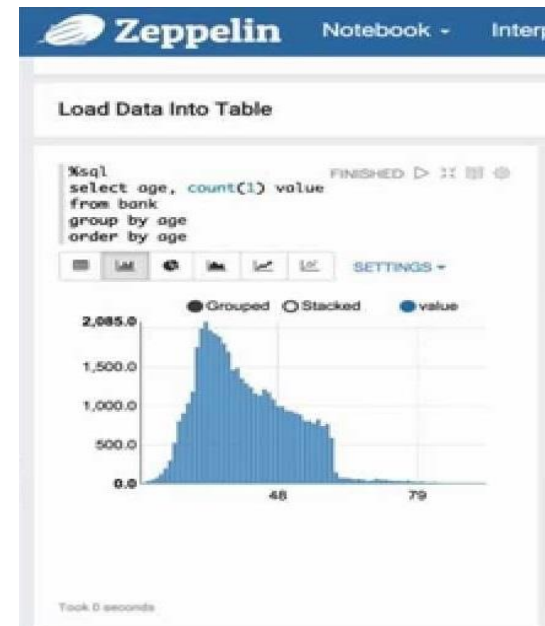 Zeppelin Notebook Interp
Load Data Into Table
%sql FINISHED
select age, count(1) value
from bank
group by age
order by age
SETTINGS
Grouped Stacked value
2,085.0
1,500.0
1,000.0
500.0
0.0
48 79
Took 0 seconds